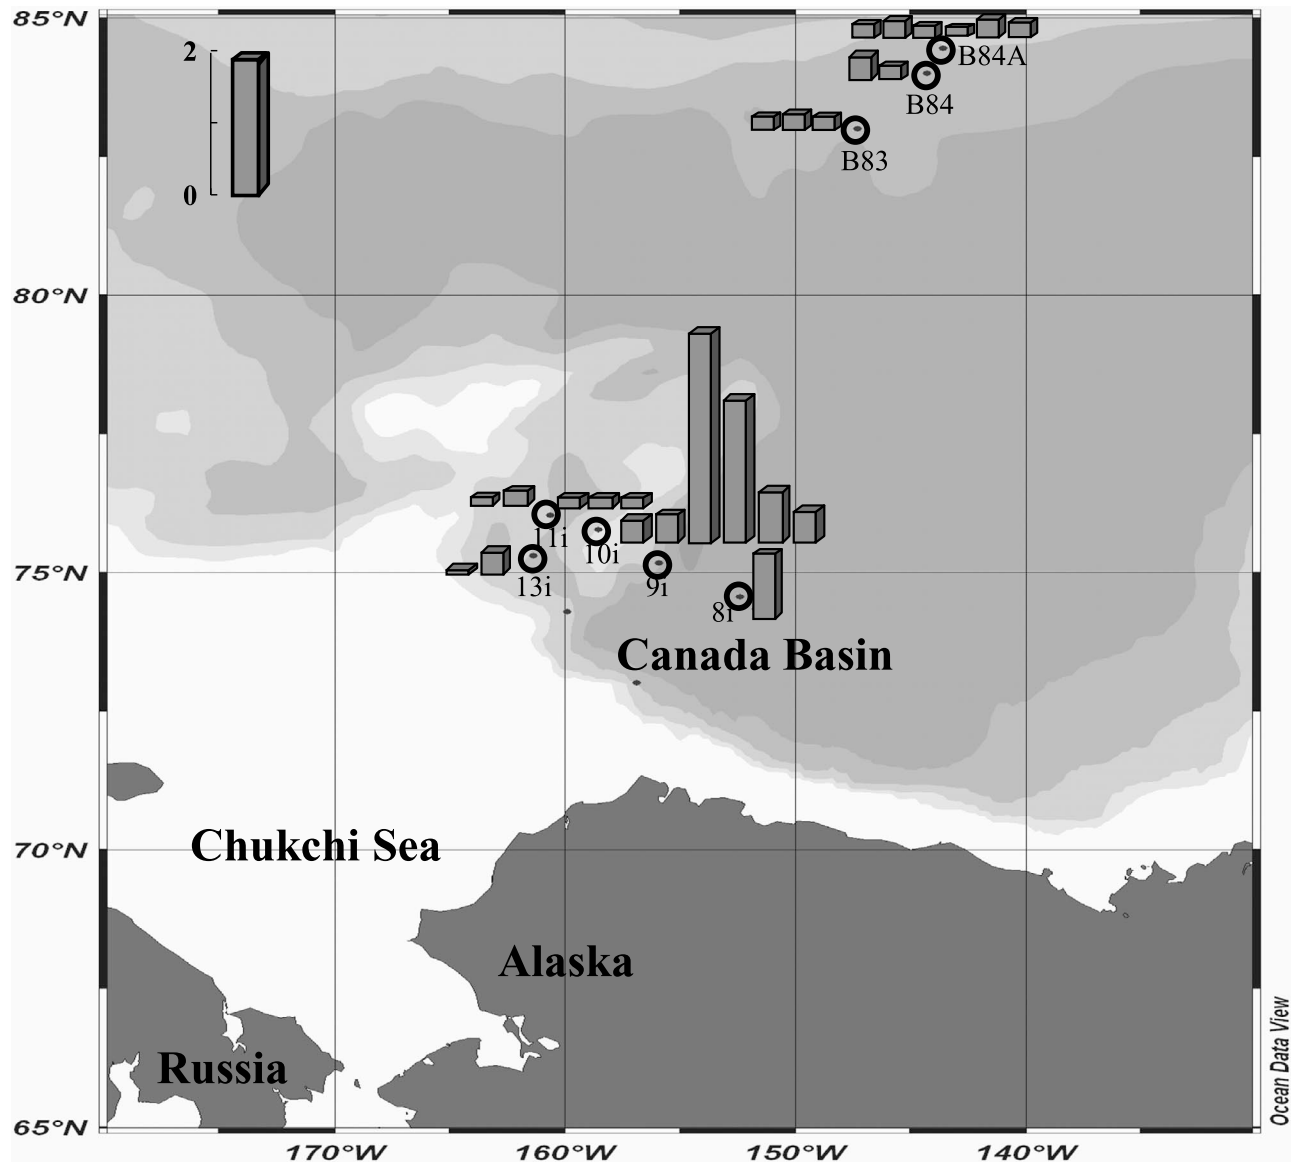 85°N
2
B84A
B84
B83
0
80°N
11i
10i
75°N
13i
9i
8i
Canada Basin
Chukchi Sea
70°N
Alaska
Ocean Data View
Russia
65°N
170°W
160°W
150°W
140°W